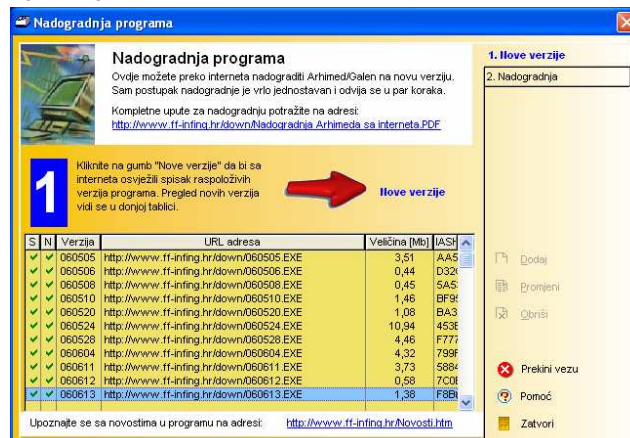 Nadogradnja programa
Nadogradnja programa
Ovdje možete preko interneta nadograditi Arhimed/Galen na novu verziju.
Sam postupak nadogradnje je vrlo jednostavan i odvija se u par koraka.
Kompletne upute za nadogradnju potražite na adresi:
http://www.ff-infing.hr/down/Nadogradnja Arhimeda sa interneta.PDF
1
Kliknite na gumb "Nove verzije" da bi sa
interneta osvježili spisak raspoloživih
verzija programa. Pregled novih verzija
vidi se u donjoj tablici.
Nove verzije
S N Verzija URL adresa Veličina [Mb]
060505 http://www.ff-infing.hr/down/060505.EXE 3,51 AA5
060506 http://www.ff-infing.hr/down/060506.EXE 0,44
060508 http://www.ff-infing.hr/down/060508.EXE 0,45 5A5
060510 http://www.ff-infing.hr/down/060510.EXE 1,46 BF9
060520 http://www.ff-infing.hr/down/060520.EXE 1,08 BA3
060524 http://www.ff-infing.hr/down/060524.EXE 10,94 453
060528 http://www.ff-infing.hr/down/060528.EXE 4,46 F777
060604 http://www.ff-infing.hr/down/060604.EXE 4,32 799
060611 http://www.ff-infing.hr/down/060611.EXE 3,73 5884
060612 http://www.ff-infing.hr/down/060612.EXE 0,58
060613 http://www.ff-infing.hr/down/060613.EXE 1,38
Upoznajte se sa novostima u programu na adresi: http://www.ff-infing.hr/Novosti.htm
1. Nove verzije
2. Nadogradnja
Dodaj
Promjeni
Obriši
Prekini vezu
Pomoć
Zatvori